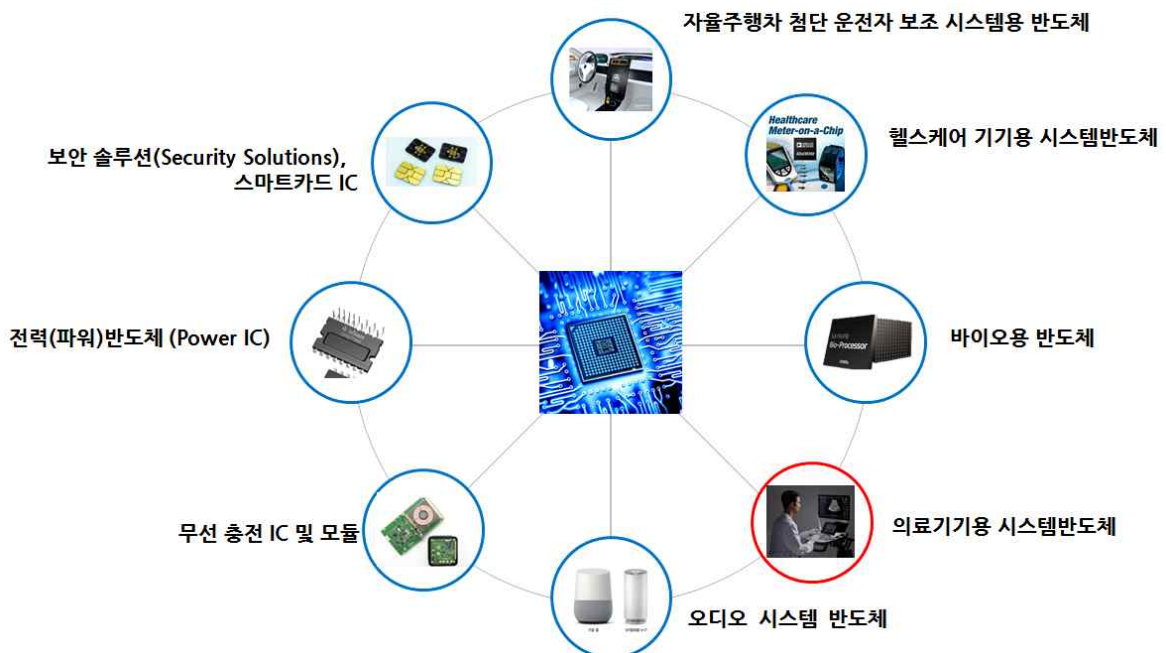 자율주행차 첨단 운전자 보조 시스템용 반도체
Healthcare
Meter-on-a-Chip
헬스케어 기기용 시스템반도체
보안 솔루션(Security Solutions),
스마트카드 IC
전력(파워)반도체 (Power IC)
Bio-Processor
바이오용 반도체
무선 충전 IC 및 모듈
의료기기용 시스템반도체
오디오 시스템 반도체